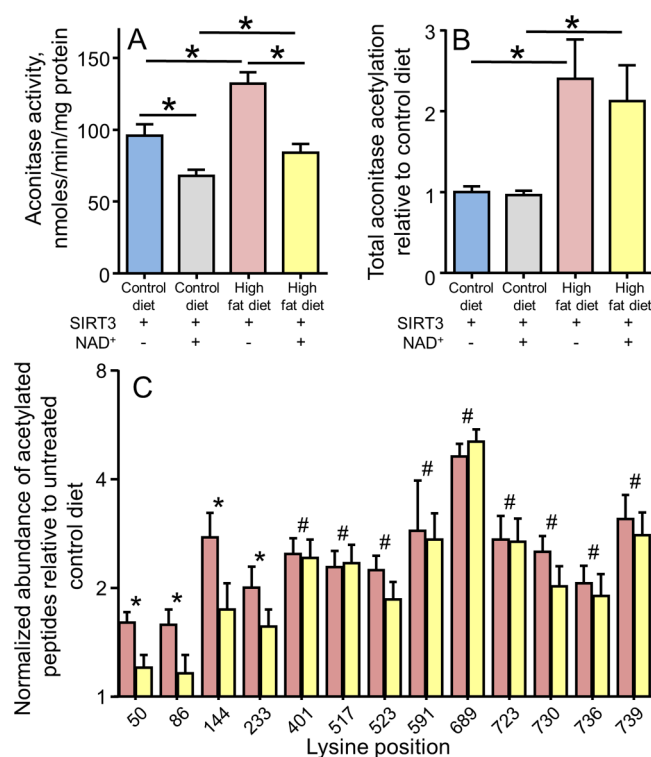 A
Aconitase activity,
nmoles/min/mg protein
150
100
50
0
*
*
*
*
Control
diet
Control
diet
High
fat diet
High
fat diet
SIRT3
+
+
+
+
NAD⁺
-
+
-
+
B
Total aconitase acetylation
relative to control diet
3
2
1
0
*
*
Control
diet
Control
diet
High
fat diet
High
fat diet
SIRT3
+
+
+
+
NAD⁺
-
+
-
+
C
Normalized abundance of acetylated
peptides relative to untreated
control diet
8
4
2
1
*
*
*
*
#
#
#
#
#
#
#
#
#
50
86
144
233
401
517
523
591
689
723
730
736
739
Lysine position